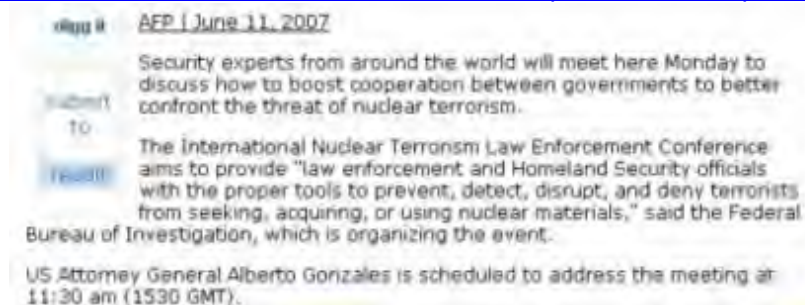 digg it
AFP | June 11, 2007
Security experts from around the world will meet here Monday to
discuss how to boost cooperation between governments to better
confront the threat of nuclear terrorism.
submit
to
reddit
The International Nuclear Terrorism Law Enforcement Conference
aims to provide "law enforcement and Homeland Security officials
with the proper tools to prevent, detect, disrupt, and deny terrorists
from seeking, acquiring, or using nuclear materials," said the Federal
Bureau of Investigation, which is organizing the event.
US Attorney General Alberto Gonzales is scheduled to address the meeting at
11:30 am (1530 GMT).